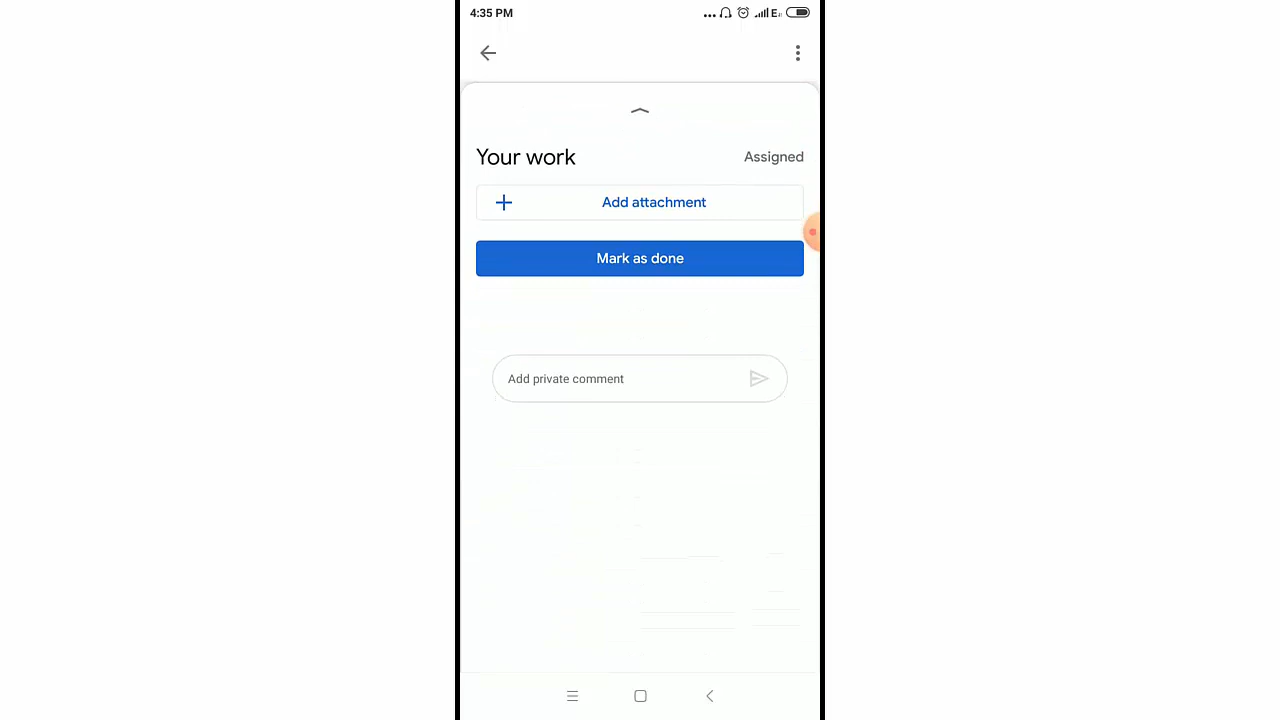 4:35 PM
Your work
Assigned
Add attachment
Mark as done
Add private comment